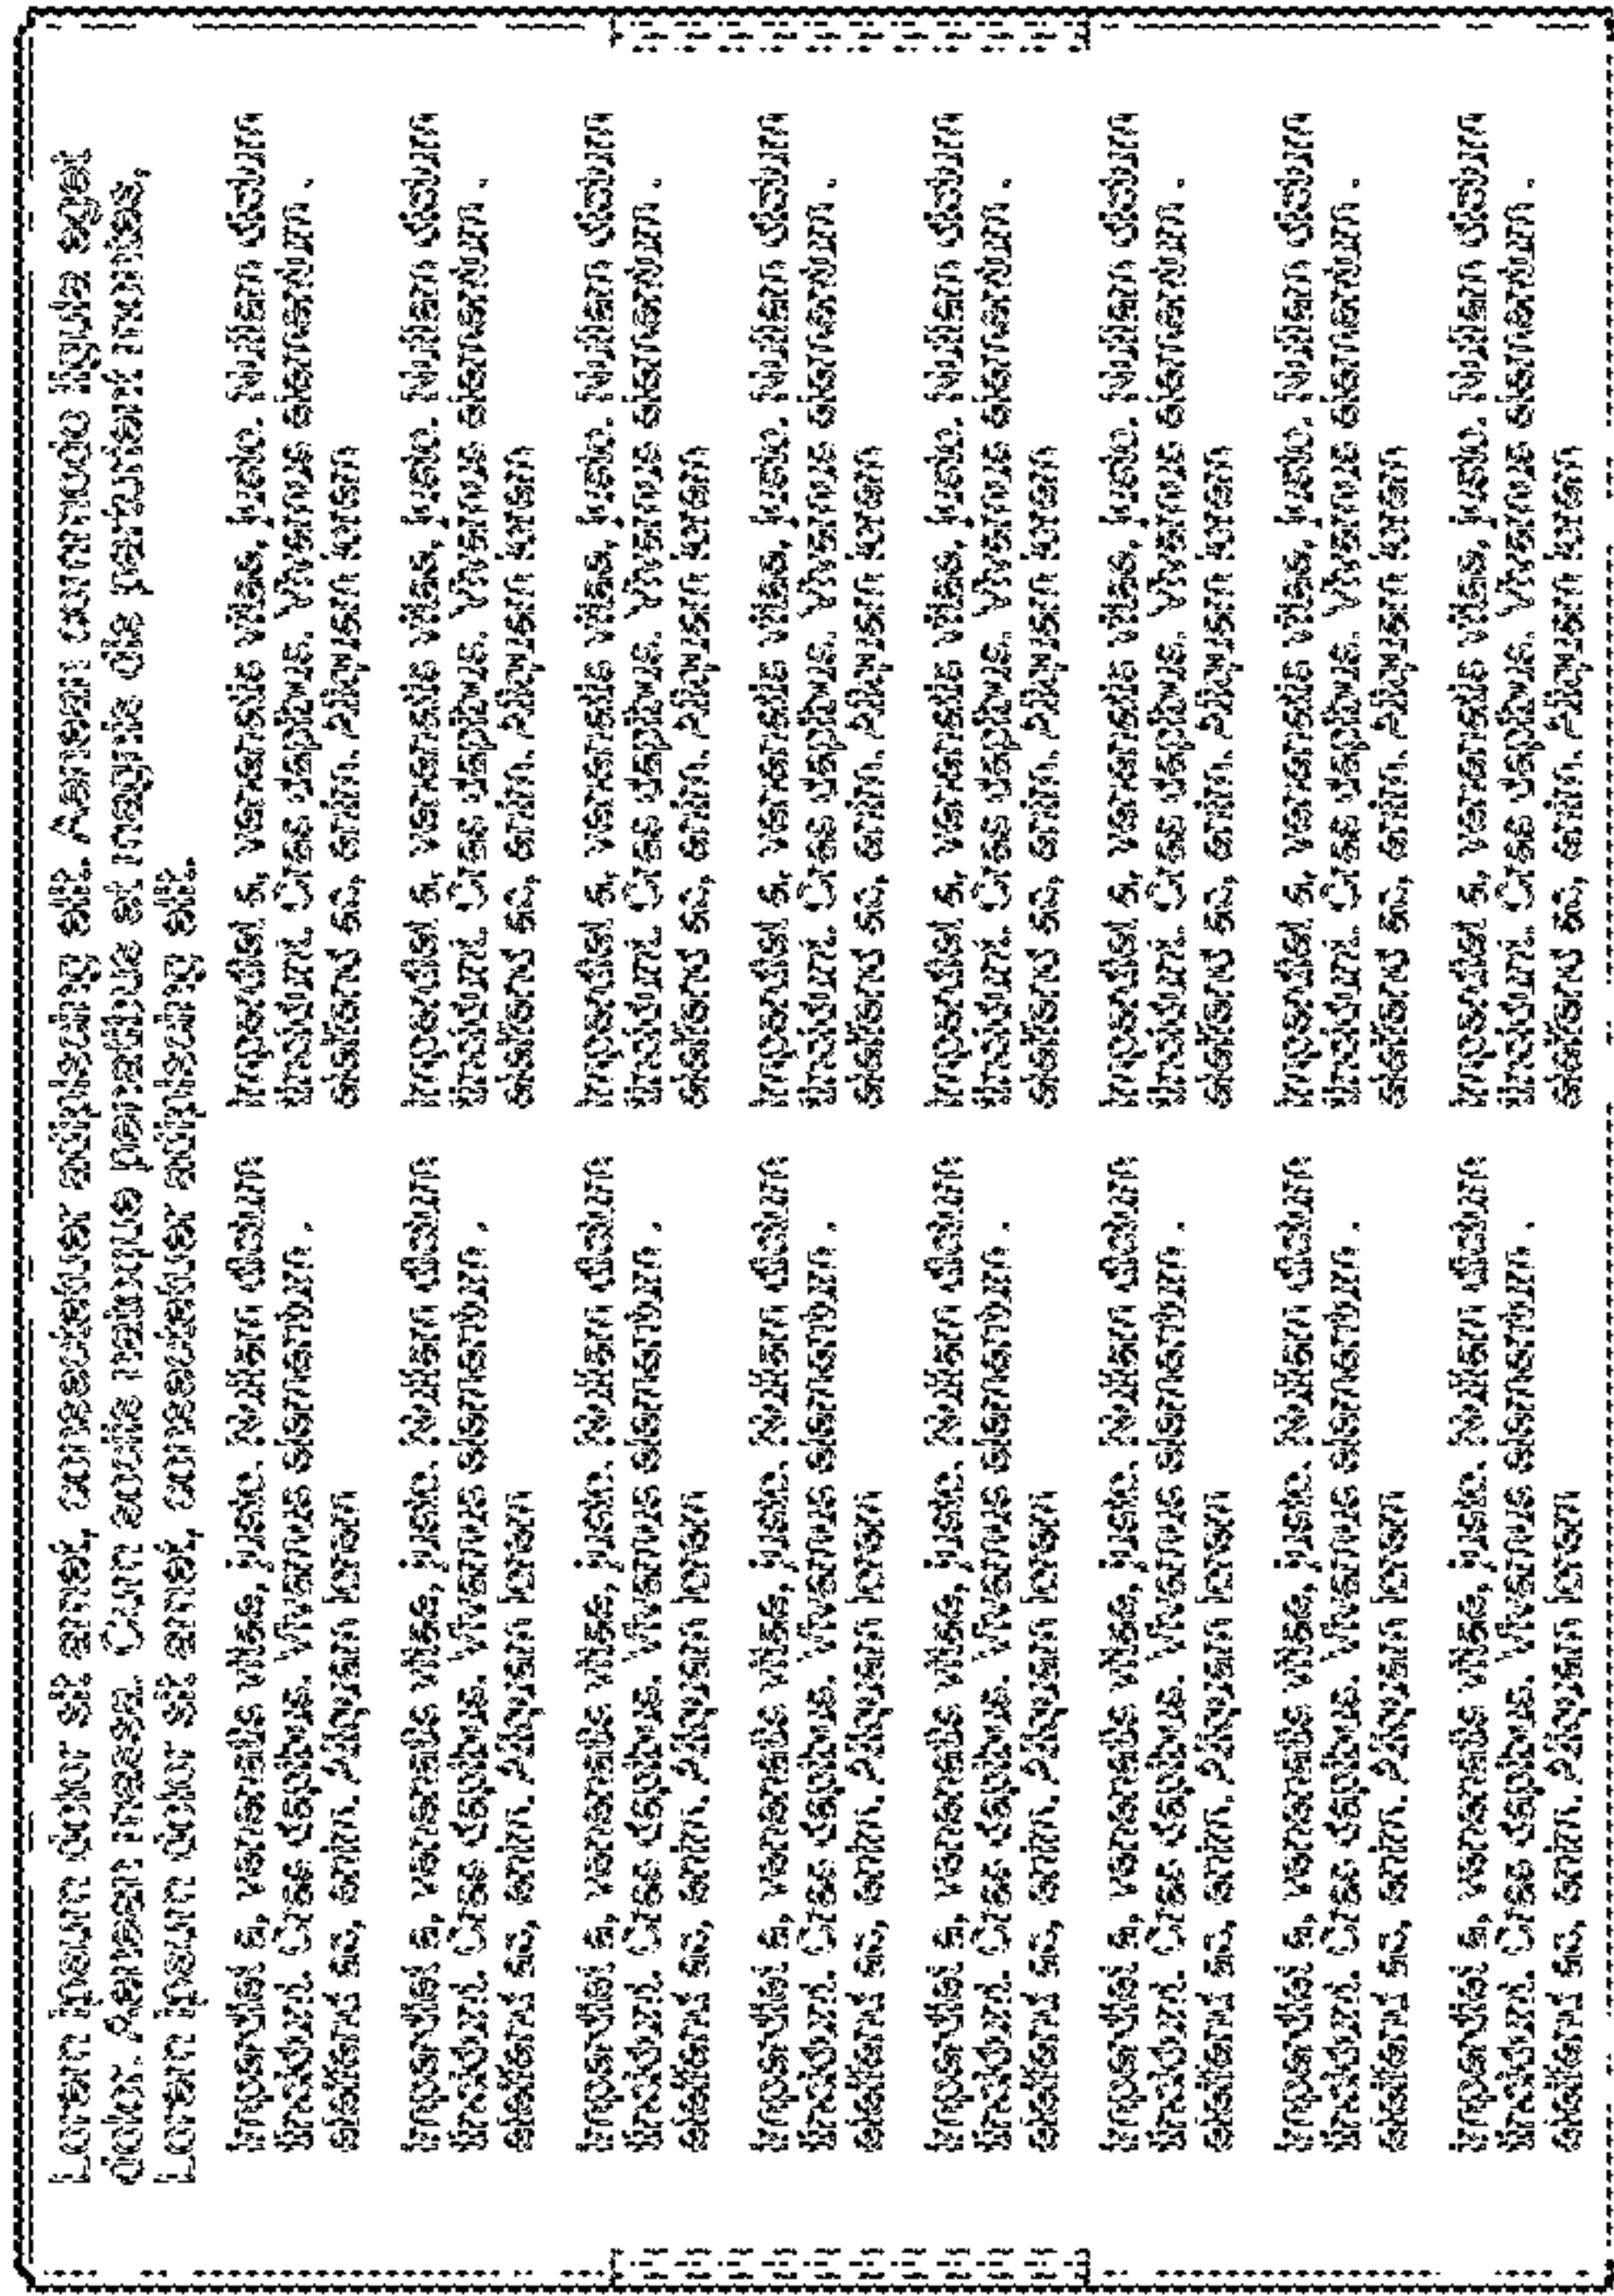 Lorem ipsum dolor sit amet, consectetuer adipiscing elit. Aenean commodo ligula eget
dolor. Aenean massa. Cum sociis natoque penatibus et magnis dis parturient montes,
Lorem ipsum dolor sit amet, consectetuer adipiscing elit.
imperdiet a, venenatis vitae, justo. Nullam dictum
tincidunt. Cras dapibus. Vivamus elementum .
eleifend ac, enim. Aliquam lorem
imperdiet a, venenatis vitae, justo. Nullam dictum
tincidunt. Cras dapibus. Vivamus elementum .
eleifend ac, enim. Aliquam lorem
imperdiet a, venenatis vitae, justo. Nullam dictum
tincidunt. Cras dapibus. Vivamus elementum .
eleifend ac, enim. Aliquam lorem
imperdiet a, venenatis vitae, justo. Nullam dictum
tincidunt. Cras dapibus. Vivamus elementum .
eleifend ac, enim. Aliquam lorem
imperdiet a, venenatis vitae, justo. Nullam dictum
tincidunt. Cras dapibus. Vivamus elementum .
eleifend ac, enim. Aliquam lorem
imperdiet a, venenatis vitae, justo. Nullam dictum
tincidunt. Cras dapibus. Vivamus elementum .
eleifend ac, enim. Aliquam lorem
imperdiet a, venenatis vitae, justo. Nullam dictum
tincidunt. Cras dapibus. Vivamus elementum .
eleifend ac, enim. Aliquam lorem
imperdiet a, venenatis vitae, justo. Nullam dictum
tincidunt. Cras dapibus. Vivamus elementum .
eleifend ac, enim. Aliquam lorem
imperdiet a, venenatis vitae, justo. Nullam dictum
tincidunt. Cras dapibus. Vivamus elementum .
eleifend ac, enim. Aliquam lorem
imperdiet a, venenatis vitae, justo. Nullam dictum
tincidunt. Cras dapibus. Vivamus elementum .
eleifend ac, enim. Aliquam lorem
imperdiet a, venenatis vitae, justo. Nullam dictum
tincidunt. Cras dapibus. Vivamus elementum .
eleifend ac, enim. Aliquam lorem
imperdiet a, venenatis vitae, justo. Nullam dictum
tincidunt. Cras dapibus. Vivamus elementum .
eleifend ac, enim. Aliquam lorem
imperdiet a, venenatis vitae, justo. Nullam dictum
tincidunt. Cras dapibus. Vivamus elementum .
eleifend ac, enim. Aliquam lorem
imperdiet a, venenatis vitae, justo. Nullam dictum
tincidunt. Cras dapibus. Vivamus elementum .
eleifend ac, enim. Aliquam lorem
imperdiet a, venenatis vitae, justo. Nullam dictum
tincidunt. Cras dapibus. Vivamus elementum .
eleifend ac, enim. Aliquam lorem
imperdiet a, venenatis vitae, justo. Nullam dictum
tincidunt. Cras dapibus. Vivamus elementum .
eleifend ac, enim. Aliquam lorem